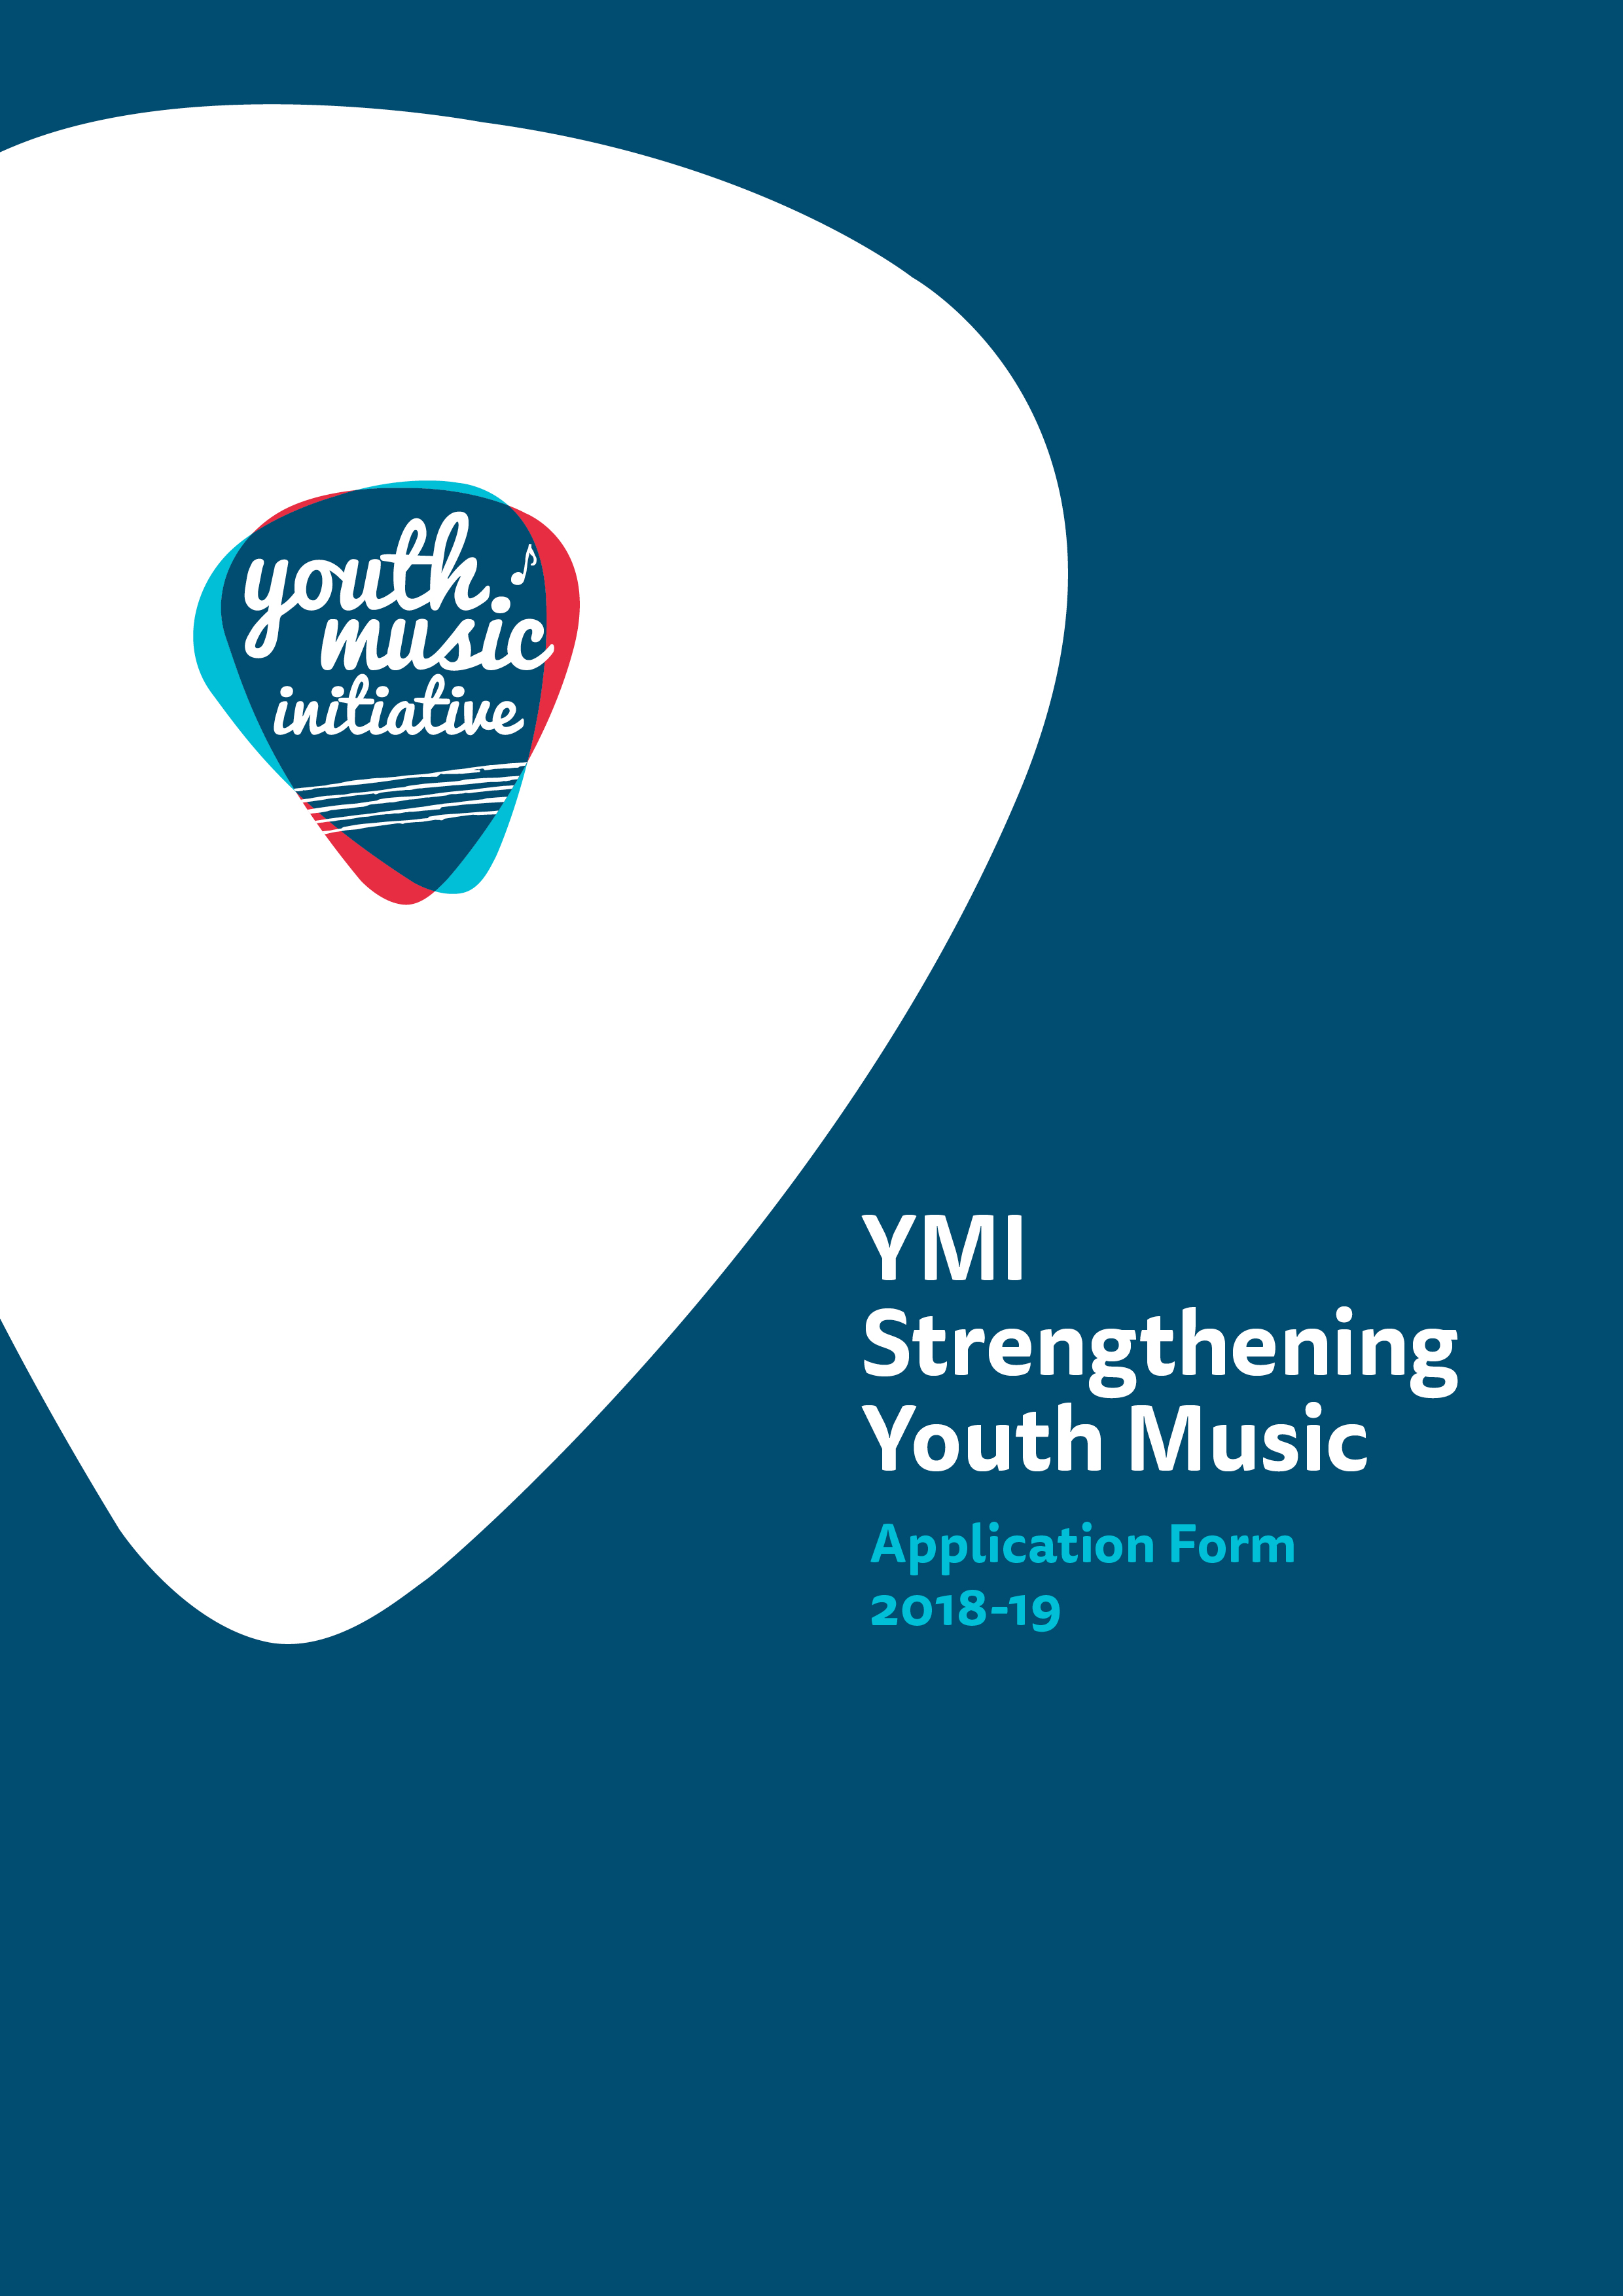 youth
music
initiative
YMI
Strengthening
Youth Music
Application Form
2018-19